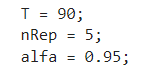 T = 90;
nRep = 5;
alfa = 0.95;